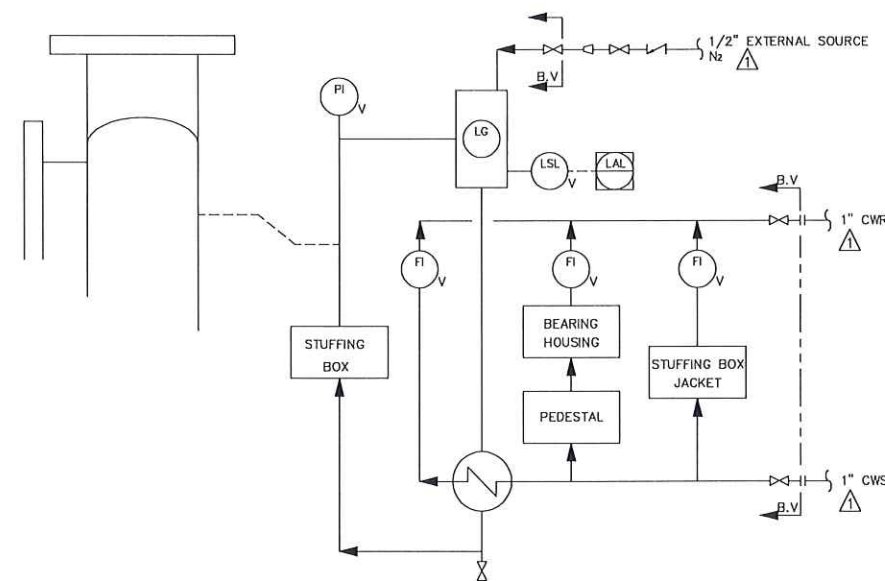 1/2" EXTERNAL SOURCE
N2
1
B.V
PI
V
LG
LSL
V
LAL
B.V
1" CWR
1
FI
V
FI
V
FI
V
STUFFING
BOX
BEARING
HOUSING
STUFFING BOX
JACKET
PEDESTAL
1" CWS
1
B.V